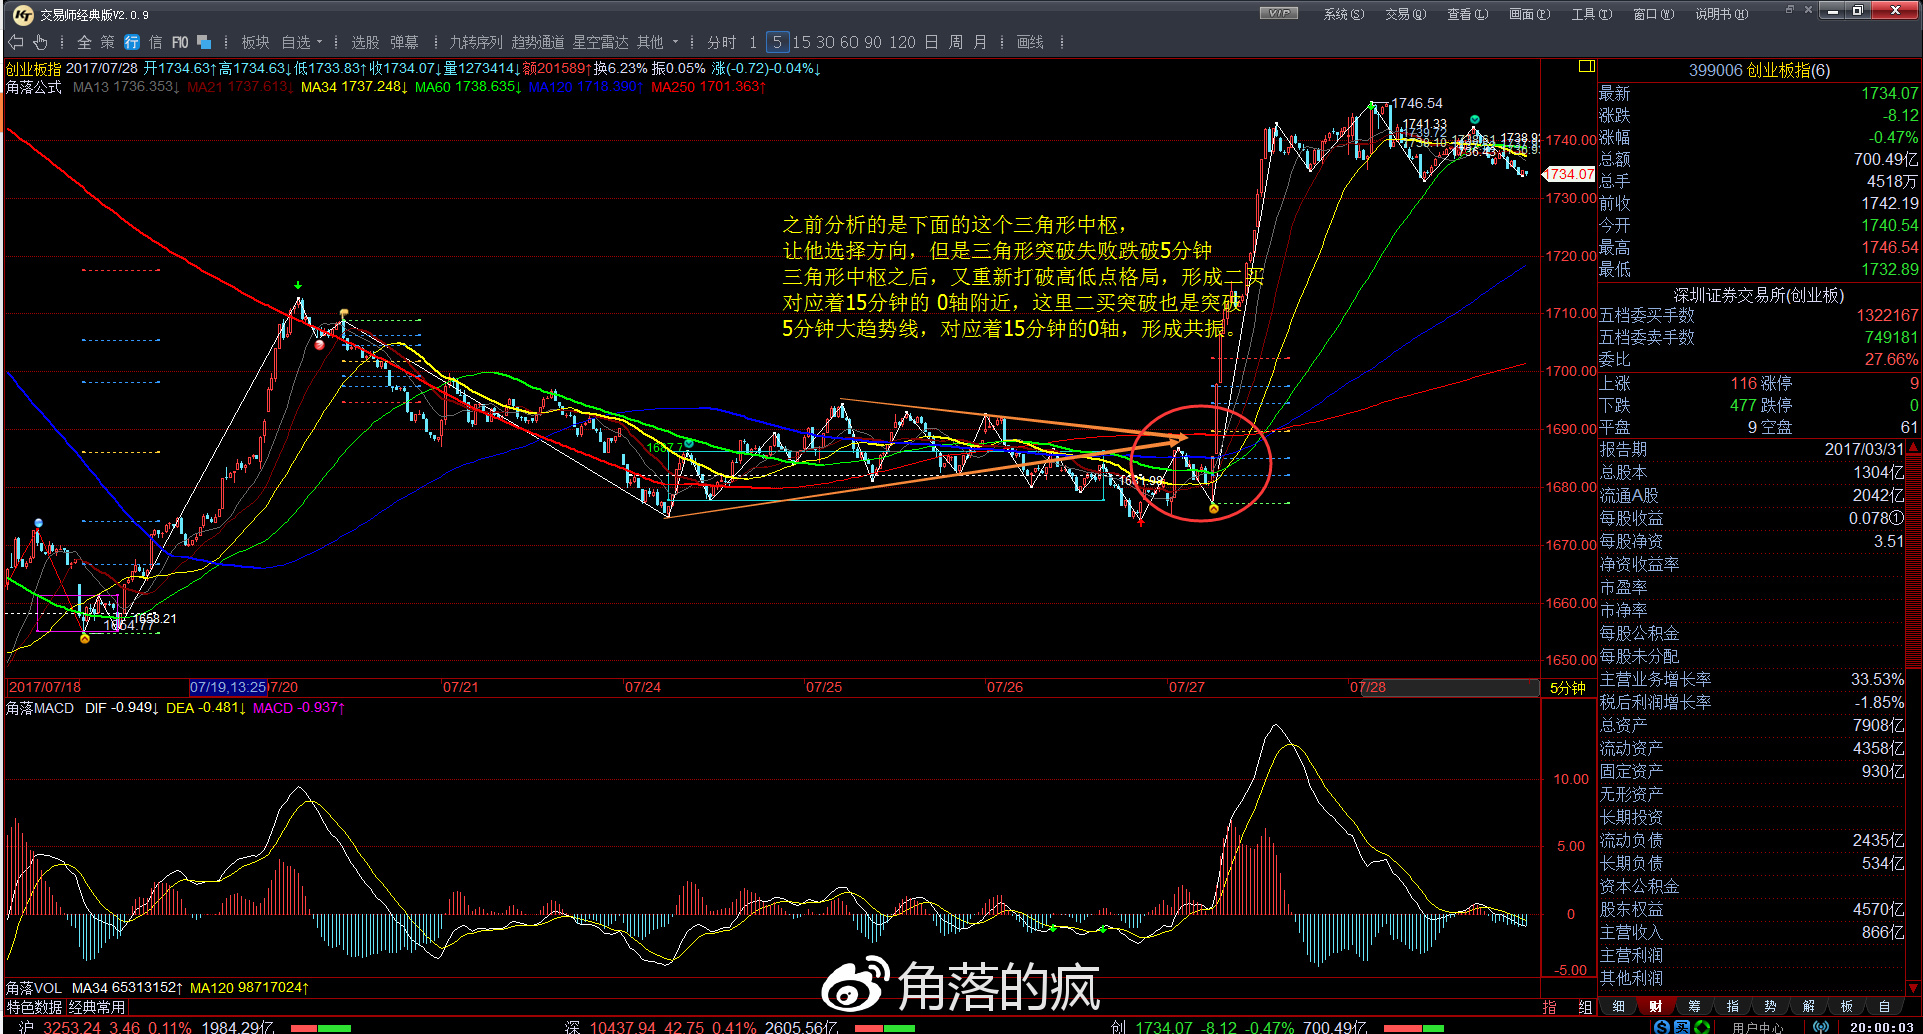 交易师经典版V2.0.9
VIP 系统(S) 交易(Q) 查看(L) 画面(P) 工具(T) 窗口(W) 说明书(H)
全 策 行 信 F10 板块 自选 选股 弹幕 九转序列 趋势通道 星空雷达 其他 分时 1 5 15 30 60 90 120 日 周 月 画线
创业板指 2017/07/28 开1734.63↑高1734.63↓低1733.83↑收1734.07↓量1273414↓额201589↑换6.23% 振0.05% 涨(-0.72)-0.04%↓
角落公式 MA13 1736.353↓ MA21 1737.613↓ MA34 1737.248↓ MA60 1738.635↓ MA120 1718.390↑ MA250 1701.363↑
1746.54
1741.33
1739.72
1740.00
1734.07
1730.00
1720.00
1710.00
1700.00
1690.00
1680.00
1670.00
1660.00
1650.00
之前分析的是下面的这个三角形中枢，
让他选择方向，但是三角形突破失败跌破5分钟
三角形中枢之后，又重新打破高低点格局，形成二买
对应着15分钟的 0轴附近，这里二买突破也是突破
5分钟大趋势线，对应着15分钟的0轴，形成共振。
1658.21
1654.77
2017/07/18 07/19,13:25 /20 07/21 07/24 07/25 07/26 07/27 07/28 5分钟
角落MACD DIF -0.949↓ DEA -0.481↓ MACD -0.937↑
10.00
5.00
0
-5.00
角落的疯
角落VOL MA34 65313152↑ MA120 98717024↑
特色数据 经典常用
指 组 细 财 筹 指 势 解 板 自
沪 3253.24 3.46 0.11% 1984.29亿 深 10437.94 42.75 0.41% 2605.56亿 创 1734.07 -8.12 -0.47% 700.49亿 用户中心 20:00:03
399006 创业板指(6)
最新 1734.07
涨跌 -8.12
涨幅 -0.47%
总额 700.49亿
总手 4518万
前收 1742.19
今开 1740.54
最高 1746.54
最低 1732.89
深圳证券交易所(创业板)
五档委买手数 1322167
五档委卖手数 749181
委比 27.66%
上涨 116 涨停 9
下跌 477 跌停 0
平盘 9 空盘 61
报告期 2017/03/31
总股本 1304亿
流通A股 2042亿
每股收益 0.078①
每股净资 3.51
净资收益率
市盈率
市净率
每股公积金
每股未分配
主营业务增长率 33.53%
税后利润增长率 -1.85%
总资产 7908亿
流动资产 4358亿
固定资产 930亿
无形资产
长期投资
流动负债 2435亿
长期负债 534亿
资本公积金
股东权益 4570亿
主营收入 866亿
主营利润
其他利润